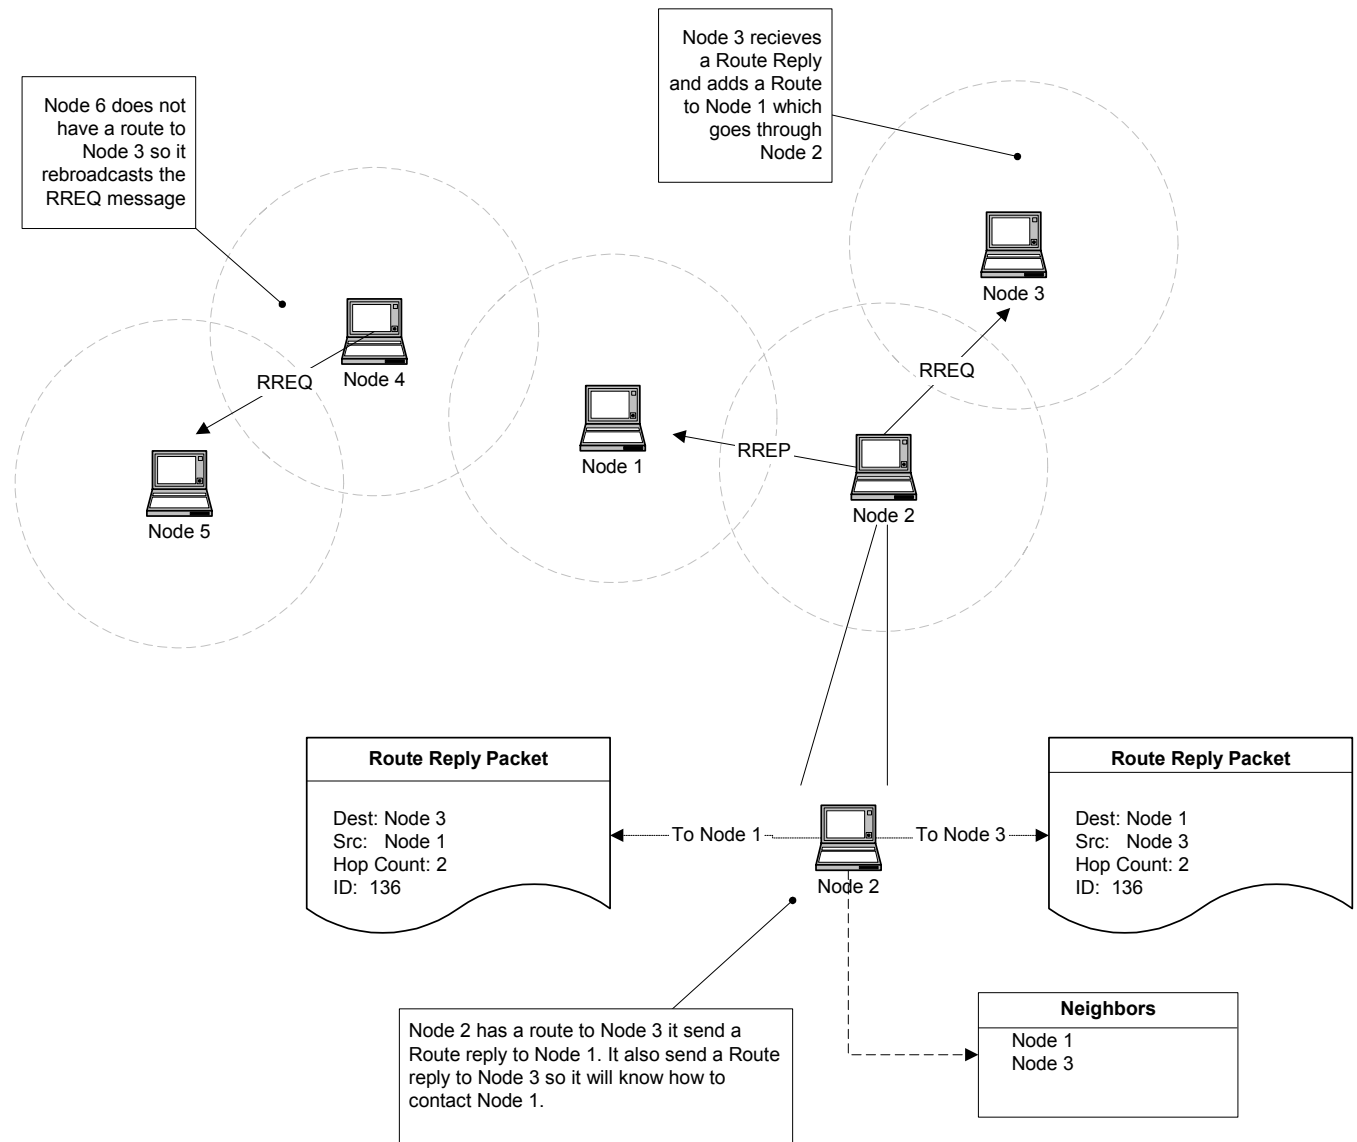 Node 3 recieves
a Route Reply
and adds a Route
to Node 1 which
goes through
Node 2
Node 6 does not
have a route to
Node 3 so it
rebroadcasts the
RREQ message
Node 3
RREQ
Node 4
RREQ
Node 1
RREP
Node 2
Node 5
Route Reply Packet
Dest: Node 3
Src: Node 1
Hop Count: 2
ID: 136
To Node 1
To Node 3
Node 2
Route Reply Packet
Dest: Node 1
Src: Node 3
Hop Count: 2
ID: 136
Node 2 has a route to Node 3 it send a
Route reply to Node 1. It also send a Route
reply to Node 3 so it will know how to
contact Node 1.
Neighbors
Node 1
Node 3